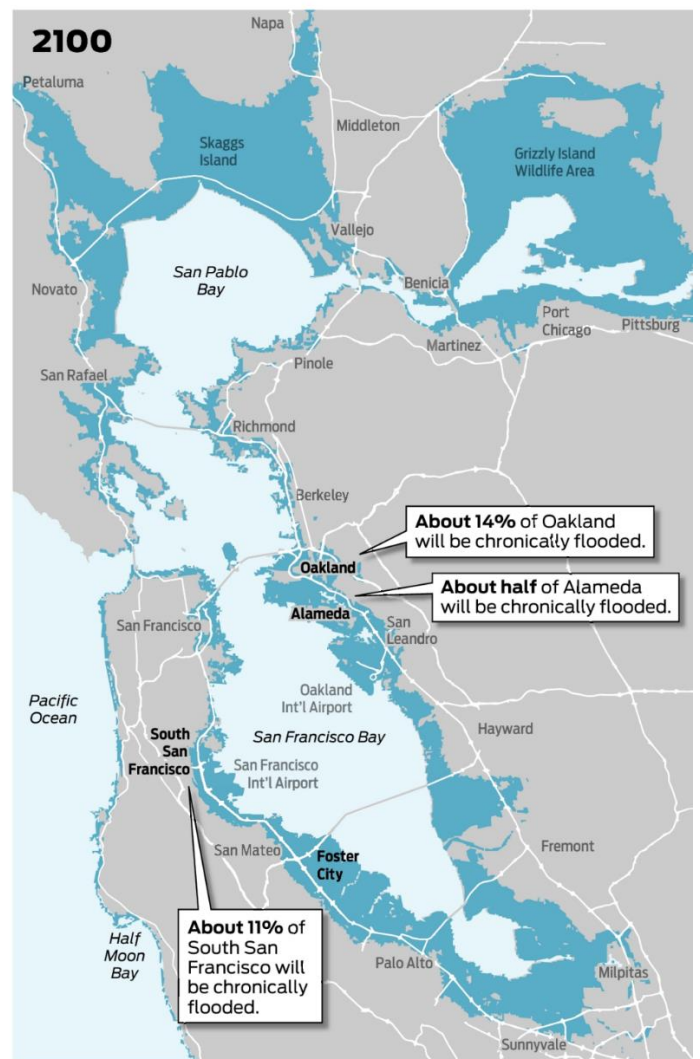 2100
Napa
Petaluma
Skaggs
Island
Middleton
Grizzly Island
Wildlife Area
Vallejo
San Pablo
Bay
Benicia
Novato
Port
Chicago
Pittsburg
Martinez
Pinole
San Rafael
Richmond
Berkeley
About 14% of Oakland
will be chronically flooded.
Oakland
About half of Alameda
will be chronically flooded.
Alameda
San Francisco
San
Leandro
Pacific
Ocean
Oakland
Int'l Airport
San Francisco Bay
Hayward
South
San
Francisco
San Francisco
Int'l Airport
San Mateo
Foster
City
Fremont
About 11% of
South San
Francisco will
be chronically
flooded.
Half
Moon
Bay
Palo Alto
Milpitas
Sunnyvale